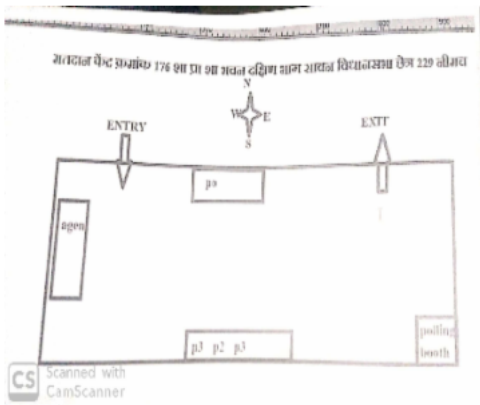 मतदान केंद्र क्रमांक 176 शा प्रा शा भवन दक्षिण भाग सावन विधानसभा क्षेत्र 229 नीमच
N
W E
S
ENTRY
EXIT
po
agen
p3 p2 p3
polling
booth
CS Scanned with
CamScanner